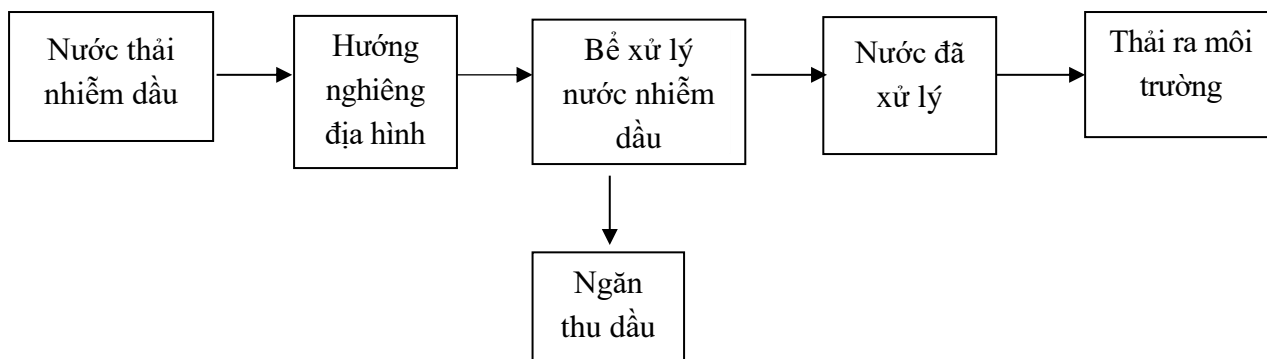 Nước thải
nhiễm dầu
Hướng
nghiêng
địa hình
Bể xử lý
nước nhiễm
dầu
Nước đã
xử lý
Thải ra môi
trường
Ngăn
thu dầu